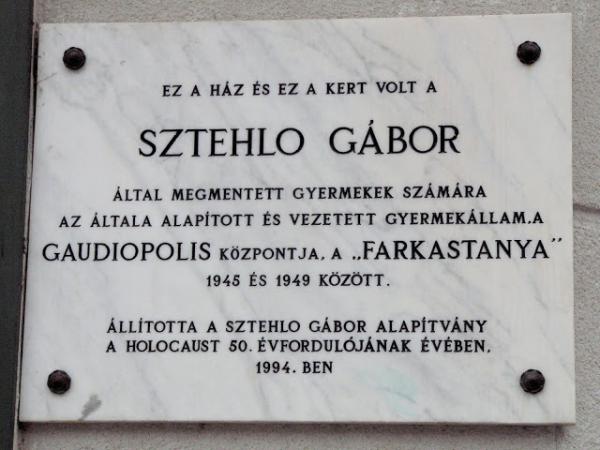 EZ A HÁZ ÉS EZ A KERT VOLT A
SZTEHLO GÁBOR
ÁLTAL MEGMENTETT GYERMEKEK SZÁMÁRA
AZ ÁLTALA ALAPÍTOTT ÉS VEZETETT GYERMEKÁLLAM.A
GAUDIOPOLIS KÖZPONTJA, A „FARKASTANYA”
1945 ÉS 1949 KÖZÖTT.
ÁLLÍTOTTA A SZTEHLO GÁBOR ALAPÍTVÁNY
A HOLOCAUST 50. ÉVFORDULÓJÁNAK ÉVÉBEN,
1994. BEN